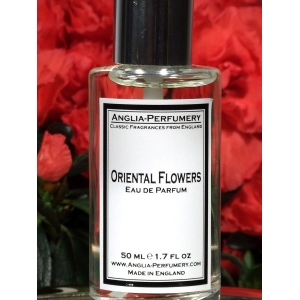 Anglia-Perfumery
Classic Fragrances from England
Oriental Flowers
Eau de Parfum
50 ml ℮ 1.7 fl oz
www.Anglia-Perfumery.com
Made in England